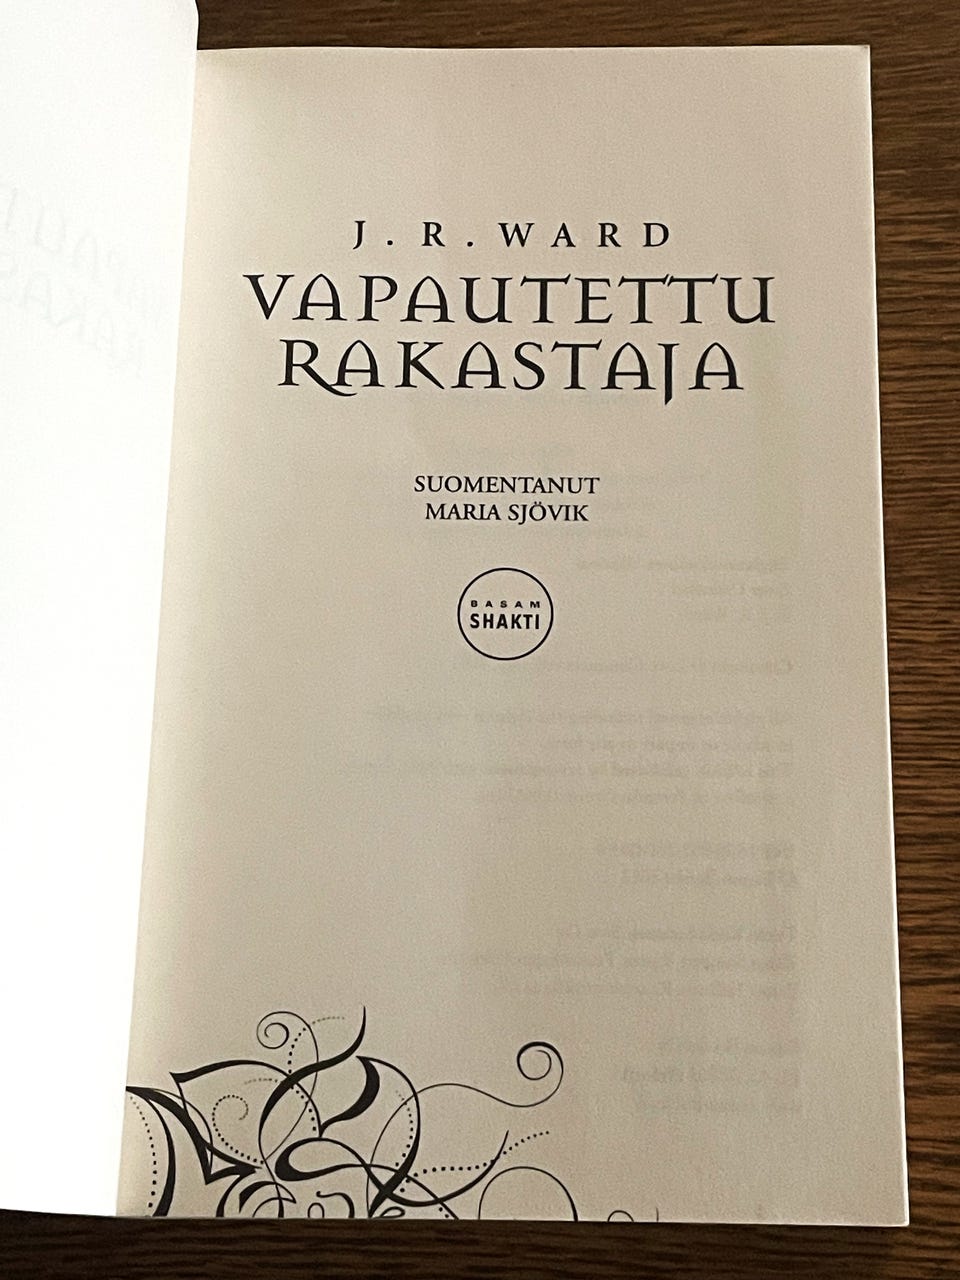 J. R. WARD
VAPAUTETTU
RAKASTAJA
SUOMENTANUT
MARIA SJÖVIK
BASAM
SHAKTI